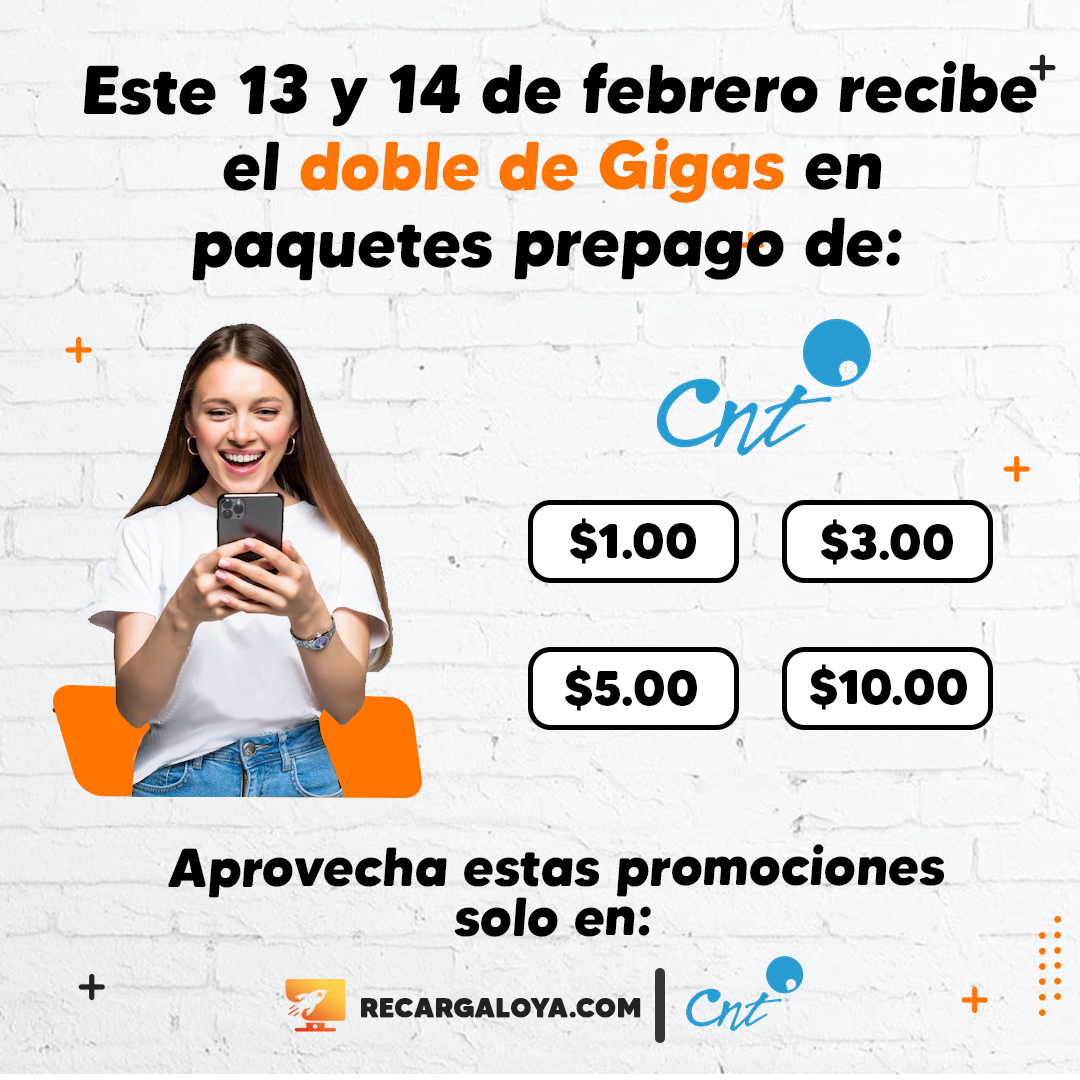 Este 13 y 14 de febrero recibe
el doble de Gigas en
paquetes prepago de:
Cnt
$1.00 $3.00
$5.00 $10.00
Aprovecha estas promociones
solo en:
RECARGALOYA.COM | Cnt